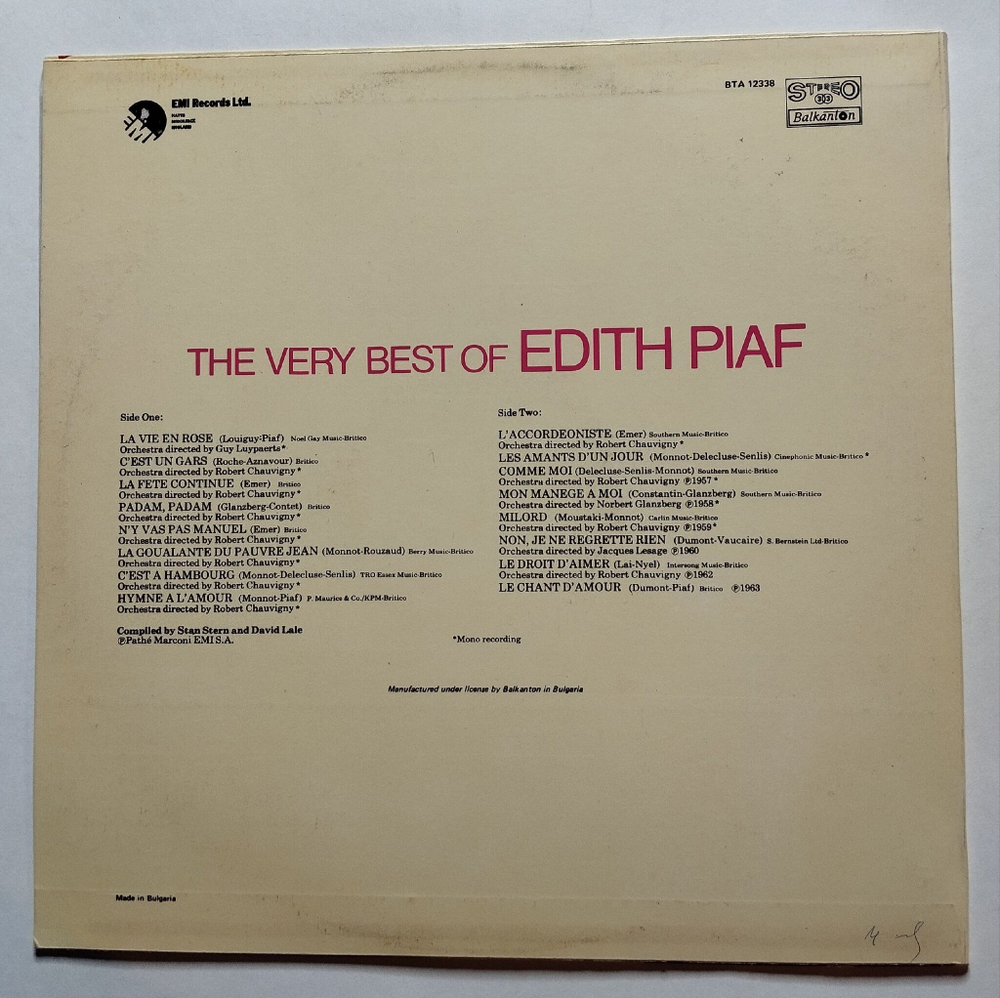 EMI
EMI Records Ltd.
HAYES
MIDDLESEX
ENGLAND
BTA 12338
STEREO
33
Balkanton
THE VERY BEST OF EDITH PIAF
Side One:
LA VIE EN ROSE (Louiguy-Piaf) Noel Gay Music-Britico
Orchestra directed by Guy Luypaerts*
C'EST UN GARS (Roche-Aznavour) Britico
Orchestra directed by Robert Chauvigny*
LA FETE CONTINUE (Emer) Britico
Orchestra directed by Robert Chauvigny*
PADAM, PADAM (Glanzberg-Contet) Britico
Orchestra directed by Robert Chauvigny*
N'Y VAS PAS MANUEL (Emer) Britico
Orchestra directed by Robert Chauvigny*
LA GOUALANTE DU PAUVRE JEAN (Monnot-Rouzaud) Berry Music-Britico
Orchestra directed by Robert Chauvigny*
C'EST A HAMBOURG (Monnot-Delecluse-Senlis) TRO Essex Music-Britico
Orchestra directed by Robert Chauvigny*
HYMNE A L'AMOUR (Monnot-Piaf) P. Maurice & Co./KPM-Britico
Orchestra directed by Robert Chauvigny*
Compiled by Stan Stern and David Lale
℗Pathé Marconi EMI S.A.
Side Two:
L'ACCORDEONISTE (Emer) Southern Music-Britico
Orchestra directed by Robert Chauvigny*
LES AMANTS D'UN JOUR (Monnot-Delecluse-Senlis) Cinephonic Music-Britico*
COMME MOI (Delecluse-Senlis-Monnot) Southern Music-Britico
Orchestra directed by Robert Chauvigny ℗1957*
MON MANEGE A MOI (Constantin-Glanzberg) Southern Music-Britico
Orchestra directed by Norbert Glanzberg ℗1958*
MILORD (Moustaki-Monnot) Carlin Music-Britico
Orchestra directed by Robert Chauvigny ℗1959*
NON, JE NE REGRETTE RIEN (Dumont-Vaucaire) S. Bernstein Ltd-Britico
Orchestra directed by Jacques Lesage ℗1960
LE DROIT D'AIMER (Lai-Nyel) Intersong Music-Britico
Orchestra directed by Robert Chauvigny ℗1962
LE CHANT D'AMOUR (Dumont-Piaf) Britico ℗1963
*Mono recording
Manufactured under license by Balkanton in Bulgaria
Made in Bulgaria